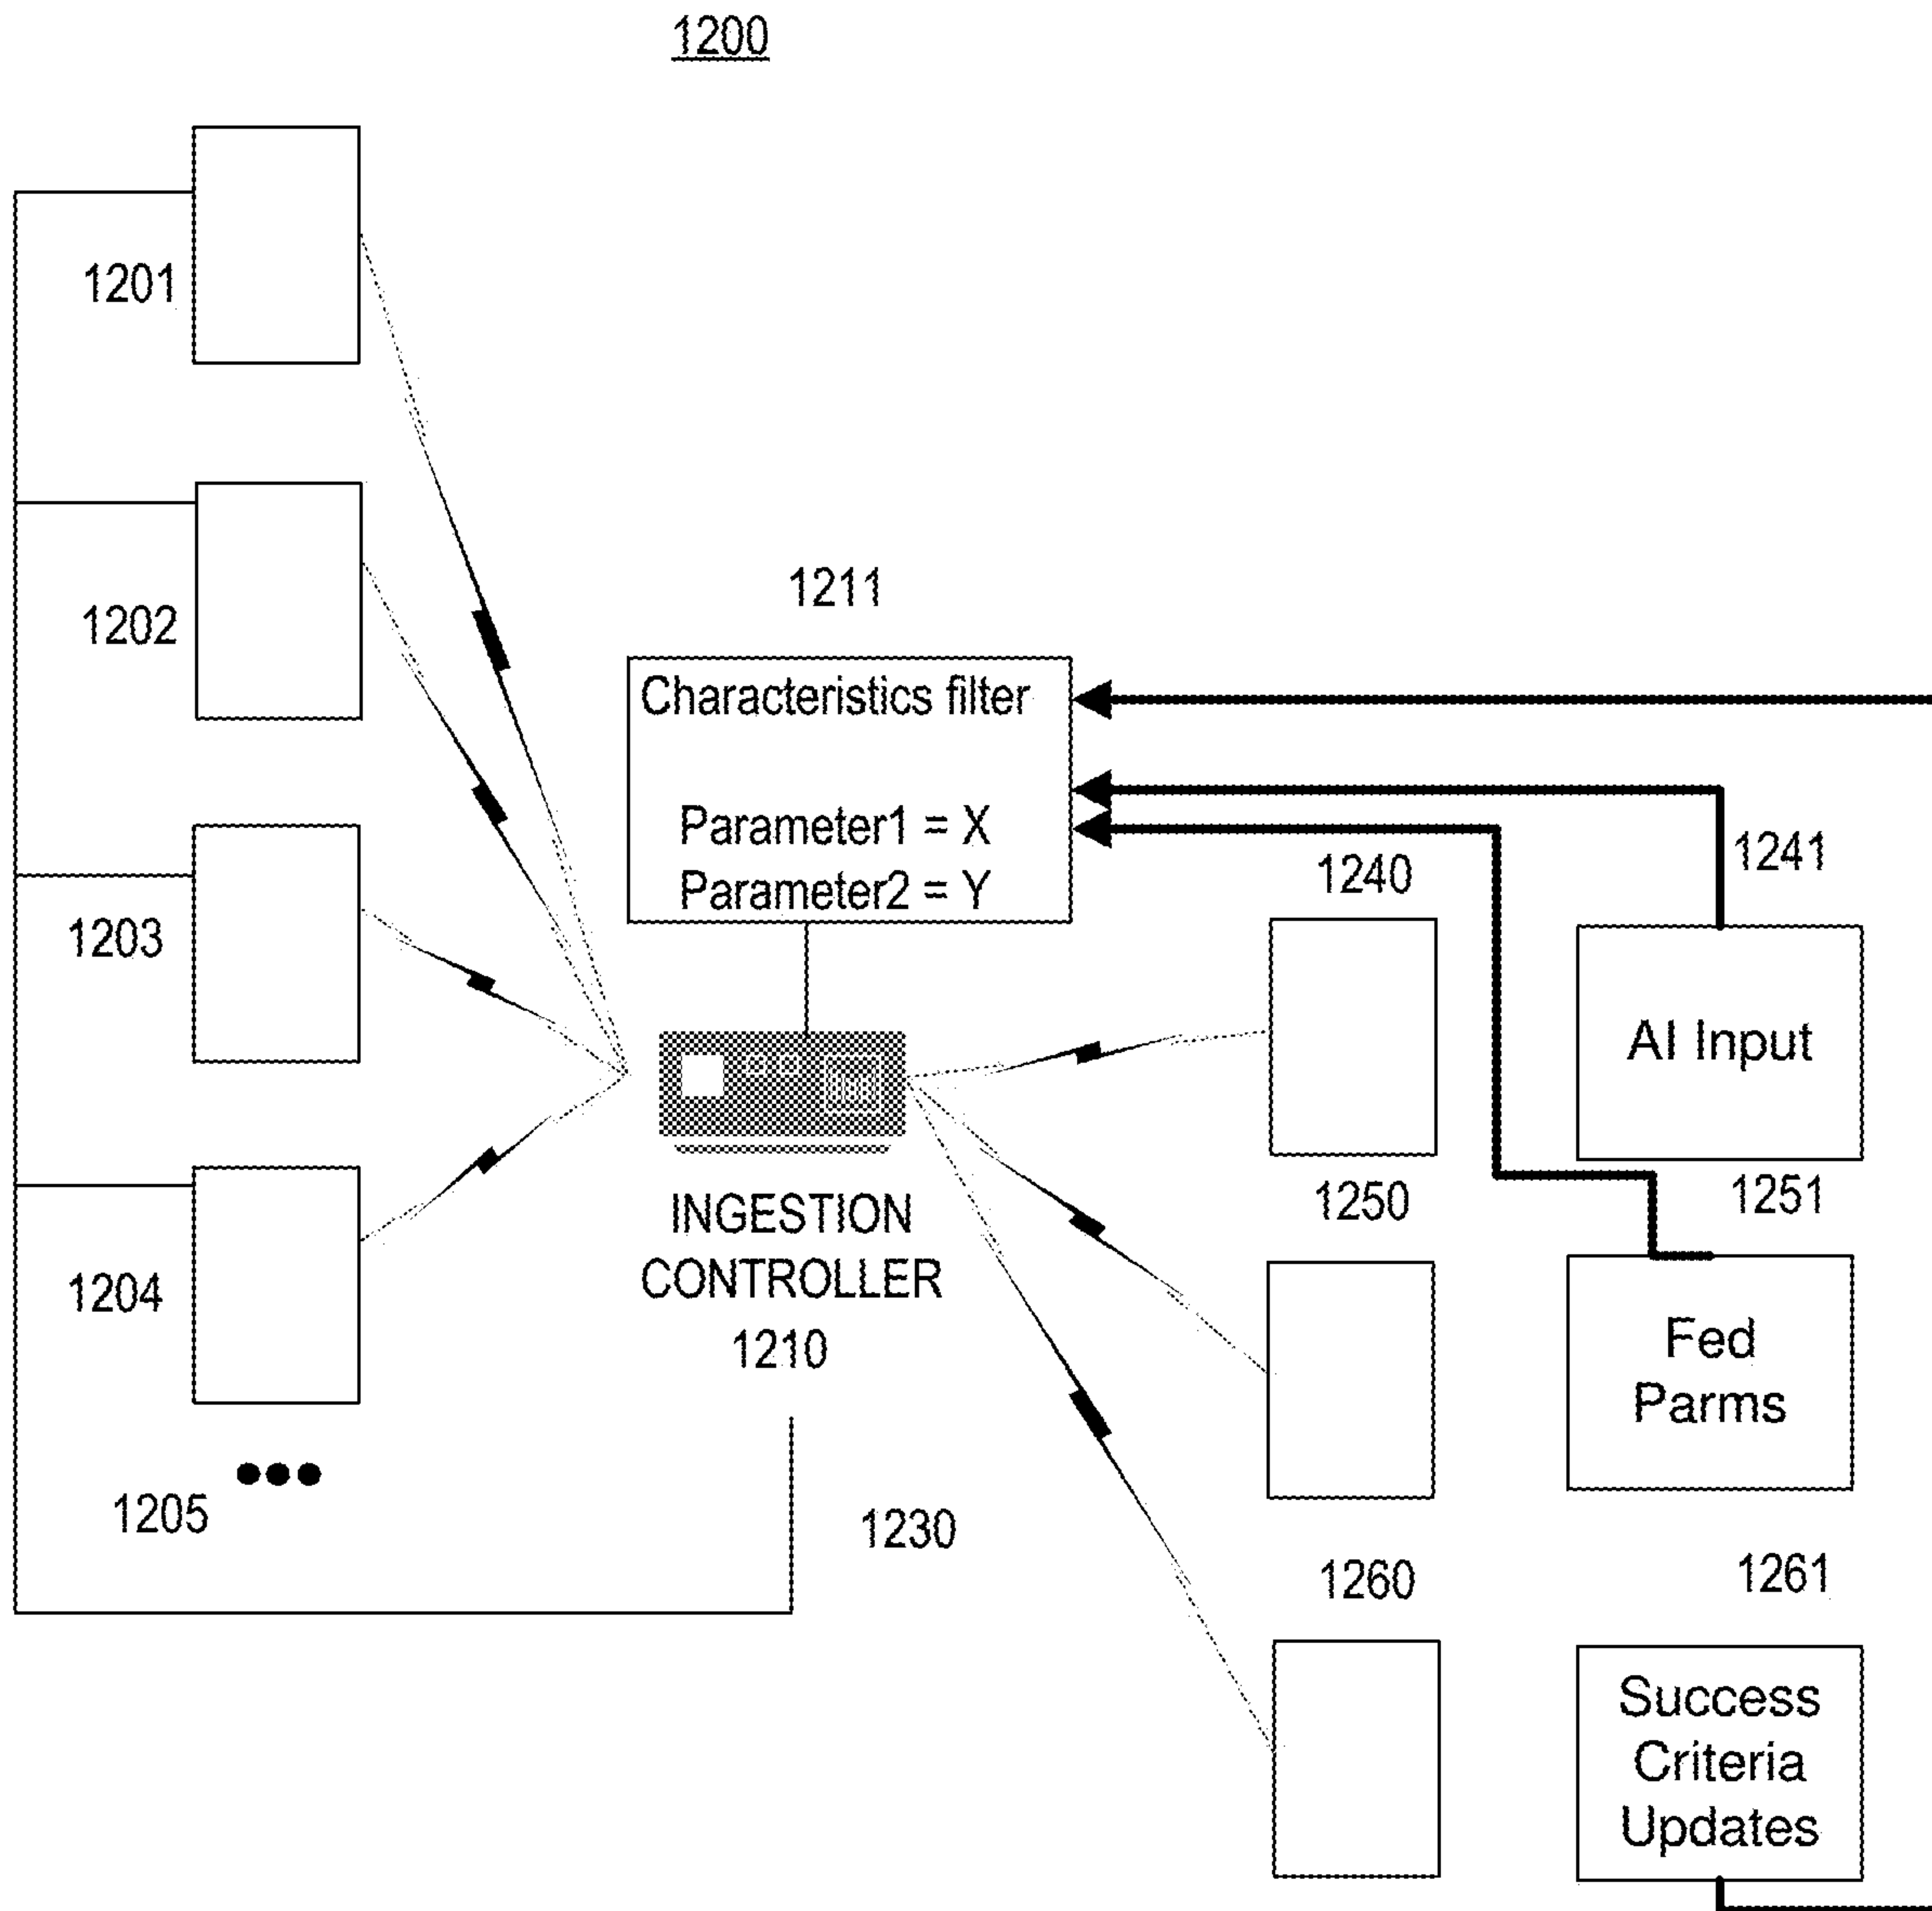 1200
1201
1202
1211
Characteristics filter
Parameter1 = X
Parameter2 = Y
1240
1241
1203
AI Input
1250
1251
INGESTION
CONTROLLER
1210
1204
Fed
Parms
1205
1230
1260
1261
Success
Criteria
Updates